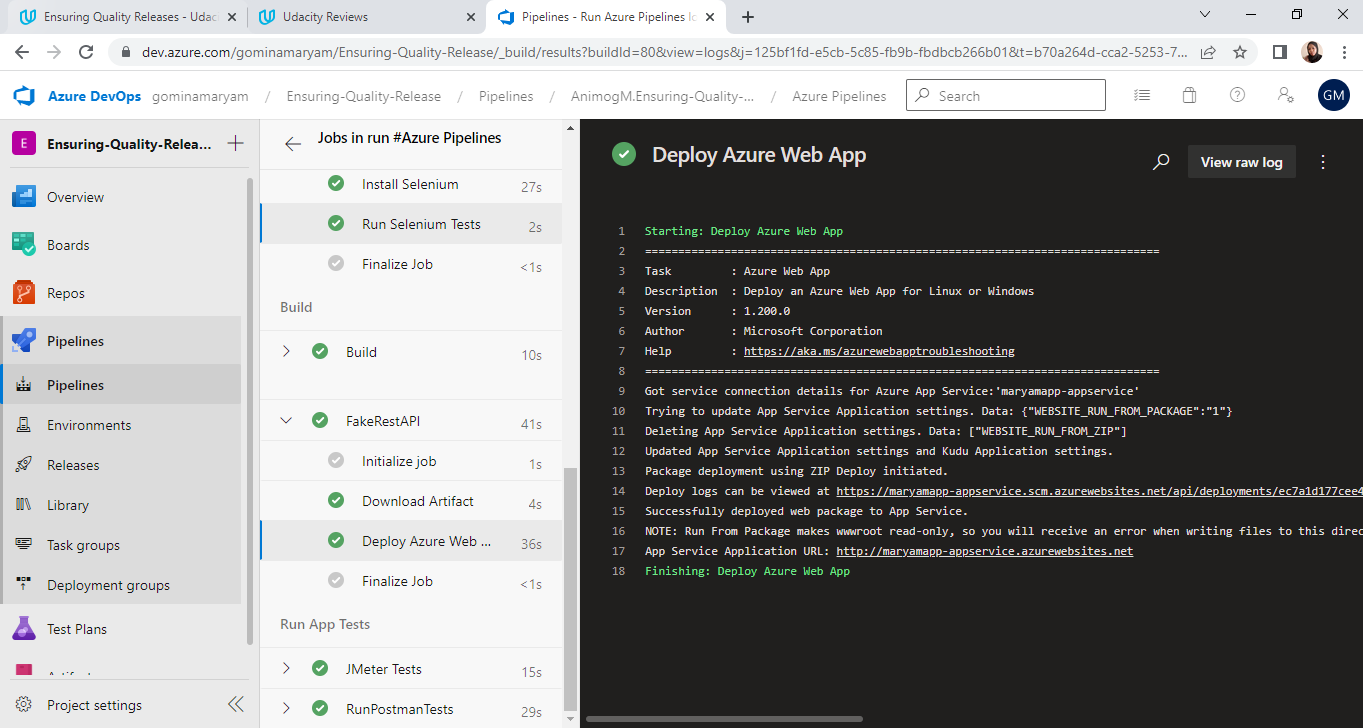 Ensuring Quality Releases - Udac
Udacity Reviews
Pipelines - Run Azure Pipelines lo
dev.azure.com/gominamaryam/Ensuring-Quality-Release/_build/results?buildId=80&view=logs&j=125bf1fd-e5cb-5c85-fb9b-fbdbcb266b01&t=b70a264d-cca2-5253-7...
Azure DevOps gominamaryam / Ensuring-Quality-Release / Pipelines / AnimogM.Ensuring-Quality-... / Azure Pipelines
Search
GM
E Ensuring-Quality-Relea...
Overview
Boards
Repos
Pipelines
Pipelines
Environments
Releases
Library
Task groups
Deployment groups
Test Plans
Project settings
Jobs in run #Azure Pipelines
Install Selenium 27s
Run Selenium Tests 2s
Finalize Job <1s
Build
Build 10s
FakeRestAPI 41s
Initialize job 1s
Download Artifact 4s
Deploy Azure Web ... 36s
Finalize Job <1s
Run App Tests
JMeter Tests 15s
RunPostmanTests 29s
Deploy Azure Web App
View raw log
1 Starting: Deploy Azure Web App
2 ==============================================================================
3 Task : Azure Web App
4 Description : Deploy an Azure Web App for Linux or Windows
5 Version : 1.200.0
6 Author : Microsoft Corporation
7 Help : https://aka.ms/azurewebapptroubleshooting
8 ==============================================================================
9 Got service connection details for Azure App Service:'maryamapp-appservice'
10 Trying to update App Service Application settings. Data: {"WEBSITE_RUN_FROM_PACKAGE":"1"}
11 Deleting App Service Application settings. Data: ["WEBSITE_RUN_FROM_ZIP"]
12 Updated App Service Application settings and Kudu Application settings.
13 Package deployment using ZIP Deploy initiated.
14 Deploy logs can be viewed at https://maryamapp-appservice.scm.azurewebsites.net/api/deployments/ec7a1d177cee4
15 Successfully deployed web package to App Service.
16 NOTE: Run From Package makes wwwroot read-only, so you will receive an error when writing files to this direc
17 App Service Application URL: http://maryamapp-appservice.azurewebsites.net
18 Finishing: Deploy Azure Web App